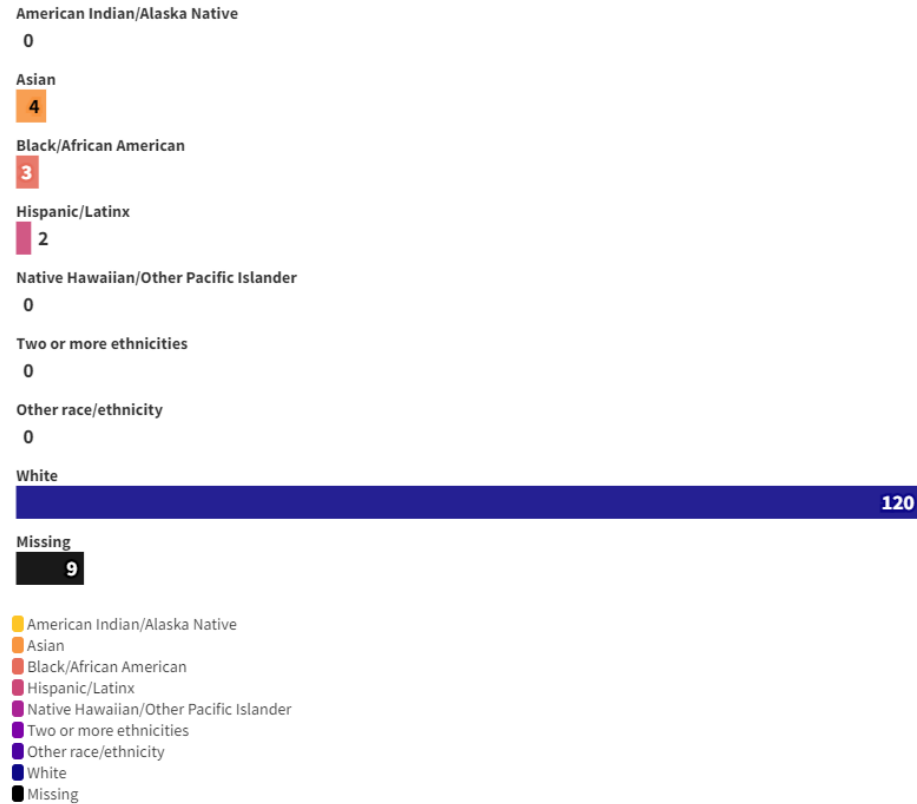 American Indian/Alaska Native
0
Asian
4
Black/African American
3
Hispanic/Latinx
2
Native Hawaiian/Other Pacific Islander
0
Two or more ethnicities
0
Other race/ethnicity
0
White
120
Missing
9
American Indian/Alaska Native
Asian
Black/African American
Hispanic/Latinx
Native Hawaiian/Other Pacific Islander
Two or more ethnicities
Other race/ethnicity
White
Missing